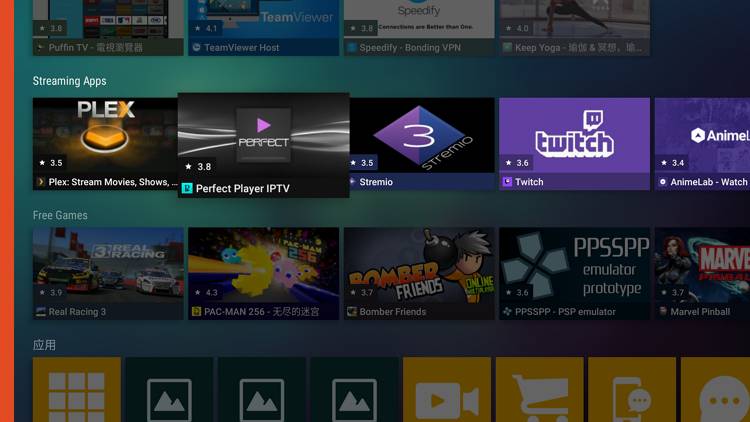 TeamViewer
Speedify
Connections are Better than One.
3.8
4.1
3.8
4.0
Puffin TV - 電視瀏覽器
TeamViewer Host
Speedify - Bonding VPN
Keep Yoga - 瑜伽 & 冥想，瑜...
Streaming Apps
PLEX
PERFECT
3
STREMIO
twitch
AnimeL
3.5
3.8
3.5
3.6
3.4
Plex: Stream Movies, Shows, ...
Perfect Player IPTV
Stremio
Twitch
AnimeLab - Watch
Free Games
REAL
RACING
3
PAC-MAN
256
BOMBER
FRIENDS
ONLINE
MULTIPLAYER
PPSSPP
emulator
prototype
MARVE
PINBAL
3.9
4.3
3.7
3.6
3.7
Real Racing 3
PAC-MAN 256 - 无尽的迷宫
Bomber Friends
PPSSPP - PSP emulator
Marvel Pinball
应用